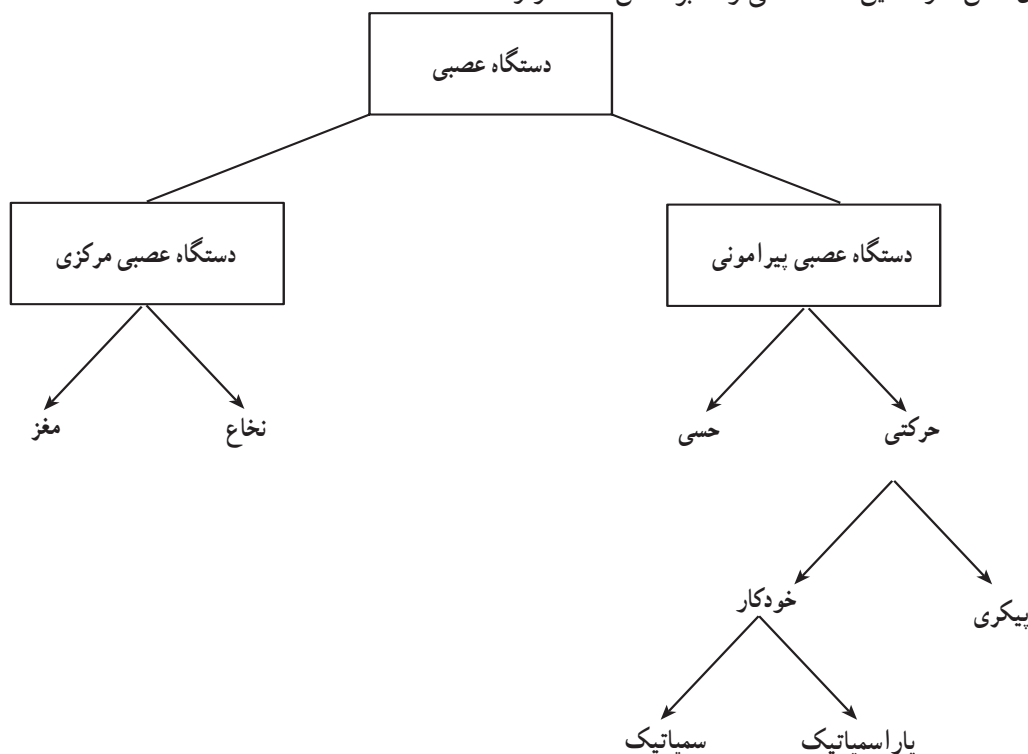 دستگاه عصبی
دستگاه عصبی پیرامونی
دستگاه عصبی مرکزی
حرکتی
حسی
نخاع
مغز
پیکری
خودکار
پاراسمپاتیک
سمپاتیک